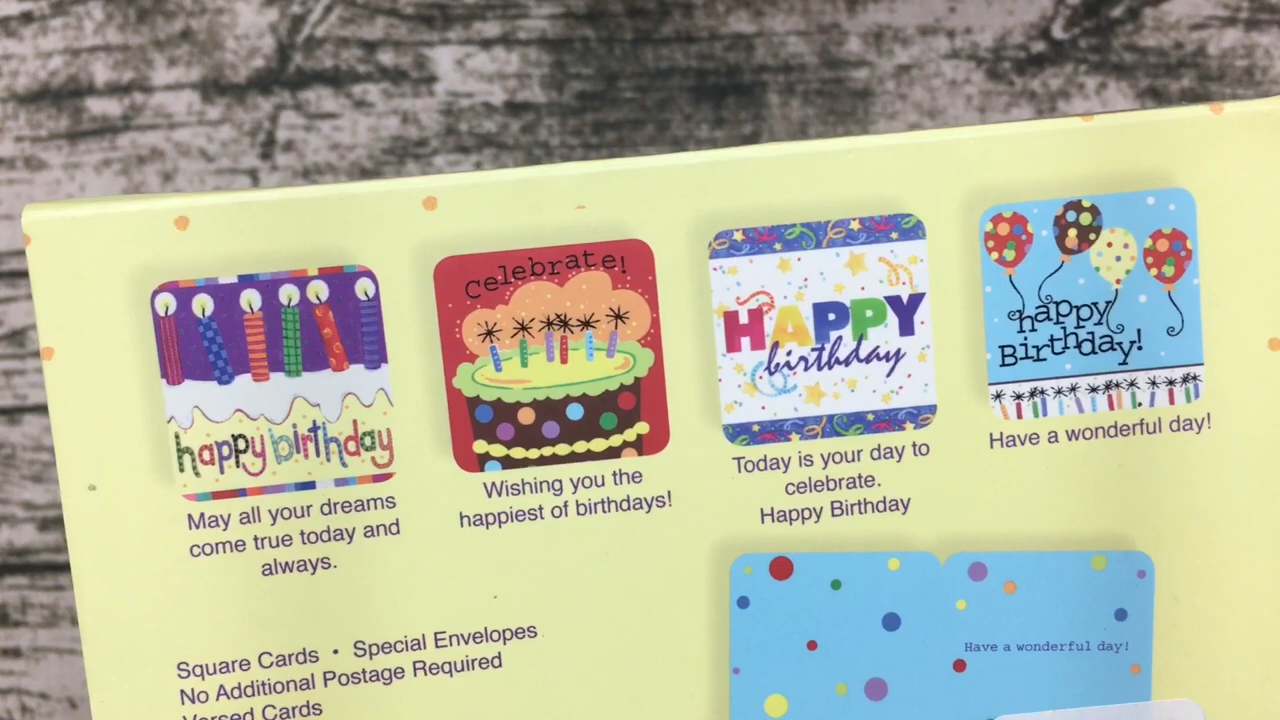 happy birthday
May all your dreams
come true today and
always.
Celebrate!
Wishing you the
happiest of birthdays!
HAPPY
birthday
Today is your day to
celebrate.
Happy Birthday
happy
Birthday!
Have a wonderful day!
Square Cards • Special Envelopes
No Additional Postage Required
Versed Cards
Have a wonderful day!